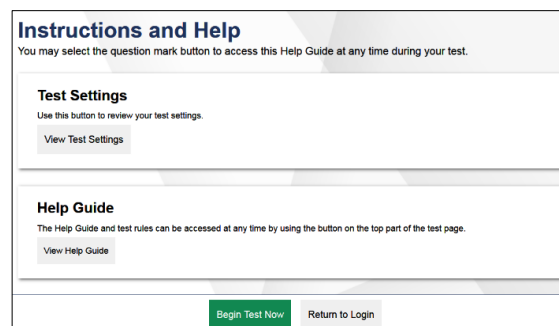 Instructions and Help
You may select the question mark button to access this Help Guide at any time during your test.
Test Settings
Use this button to review your test settings.
View Test Settings
Help Guide
The Help Guide and test rules can be accessed at any time by using the button on the top part of the test page.
View Help Guide
Begin Test Now
Return to Login